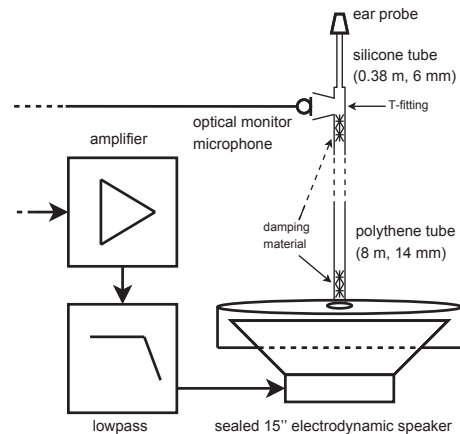 ear probe
silicone tube
(0.38 m, 6 mm)
T-fitting
optical monitor
microphone
amplifier
damping
material
polythene tube
(8 m, 14 mm)
lowpass
sealed 15'' electrodynamic speaker